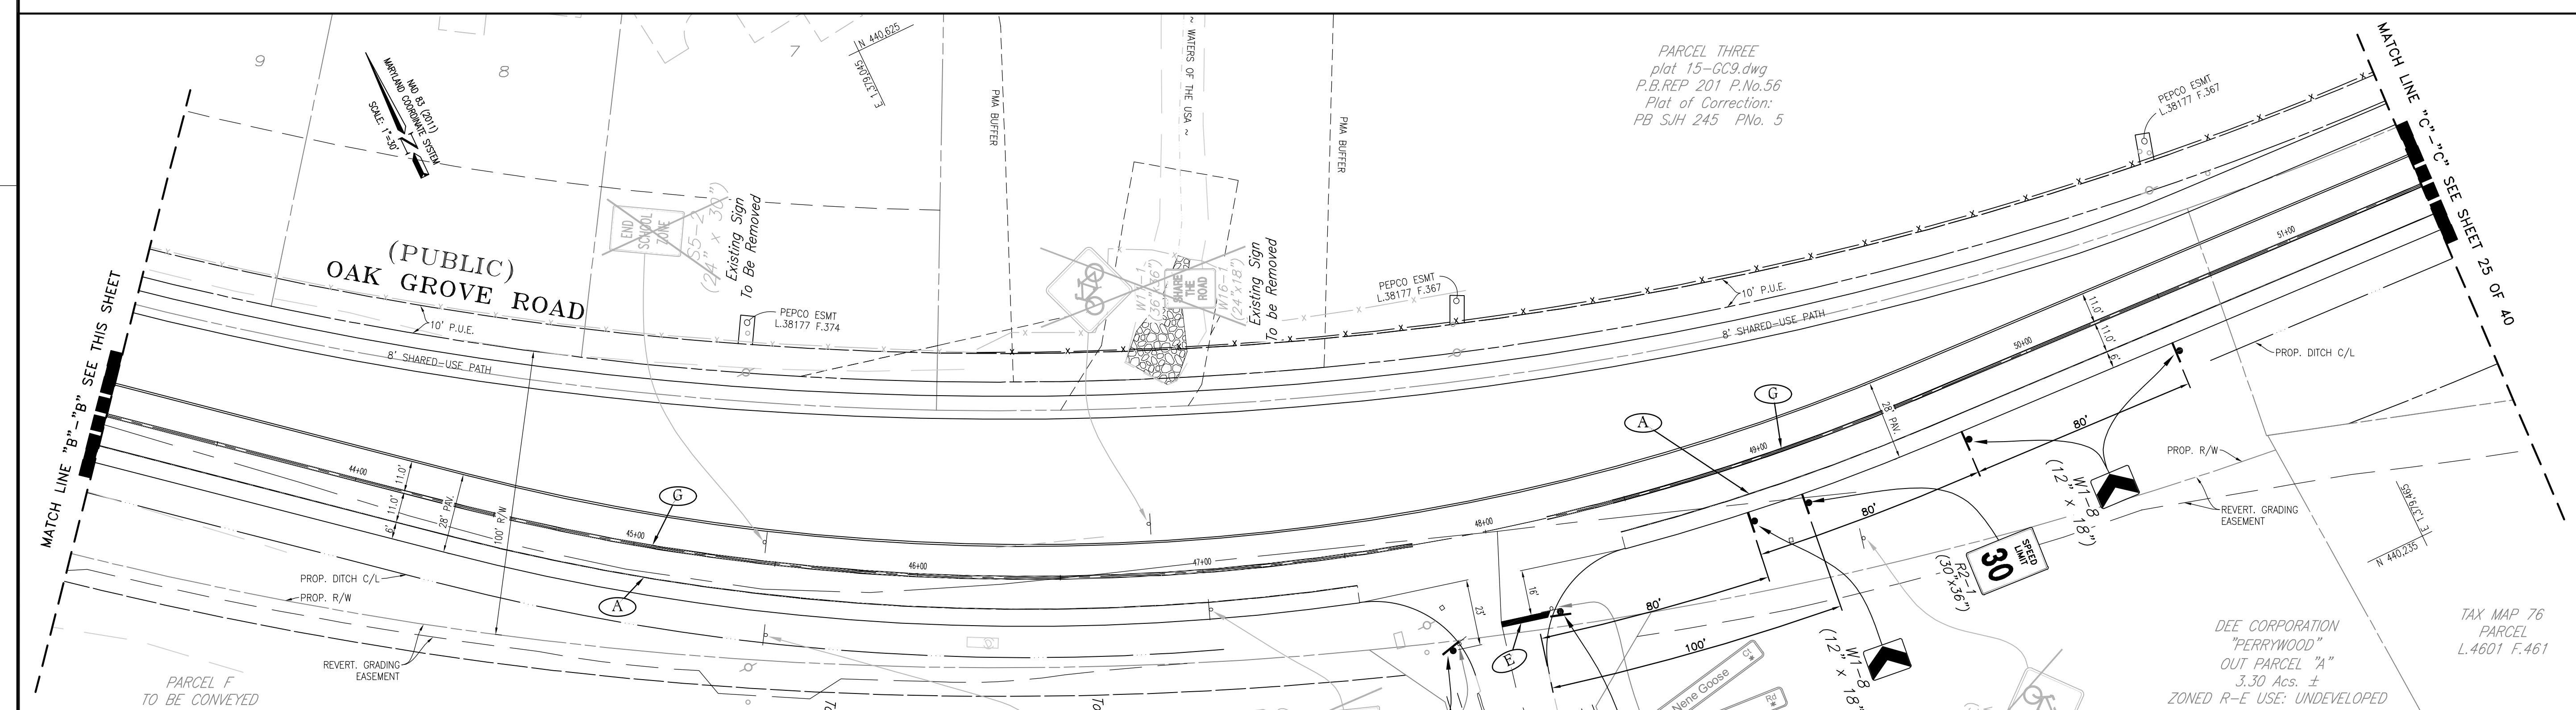 9
8
7
NAD 83 (2011)
MARYLAND COORDINATE SYSTEM
SCALE: 1"=30'
N
N 440,625
E 1,379,045
PMA BUFFER
~ WATERS OF THE USA ~
PMA BUFFER
PARCEL THREE
plat 15-GC9.dwg
P.B.REP 201 P.No.56
Plat of Correction:
PB SJH 245 PNo. 5
PEPCO ESMT
L.38177 F.367
MATCH LINE "C"-"C" SEE SHEET 25 OF 40
MATCH LINE "B"-"B" SEE THIS SHEET
(PUBLIC)
OAK GROVE ROAD
END
SCHOOL
ZONE
S5-2
(24" x 30")
Existing Sign
To Be Removed
W11-1
(36"x36")
SHARE
THE
ROAD
W16-1
(24"x18")
Existing Sign
To be Removed
10' P.U.E.
8' SHARED-USE PATH
PEPCO ESMT
L.38177 F.374
PEPCO ESMT
L.38177 F.367
10' P.U.E.
8' SHARED-USE PATH
44+00
45+00
46+00
47+00
48+00
49+00
50+00
51+00
11.0'
11.0'
6'
28' PAV.
100' R/W
G
A
A
G
28' PAV.
11.0'
11.0'
6'
PROP. DITCH C/L
PROP. R/W
REVERT. GRADING
EASEMENT
PARCEL F
TO BE CONVEYED
23'
16'
E
80'
100'
80'
80'
W1-8
(12" x 18")
SPEED
LIMIT
30
R2-1
(30"x36")
W1-8
(12" x 18")
Nene Goose
Ct
Rd
PROP. DITCH C/L
PROP. R/W
REVERT. GRADING
EASEMENT
E 1,379,465
N 440,235
DEE CORPORATION
"PERRYWOOD"
OUT PARCEL "A"
3.30 Acs. ±
ZONED R-E USE: UNDEVELOPED
TAX MAP 76
PARCEL
L.4601 F.461